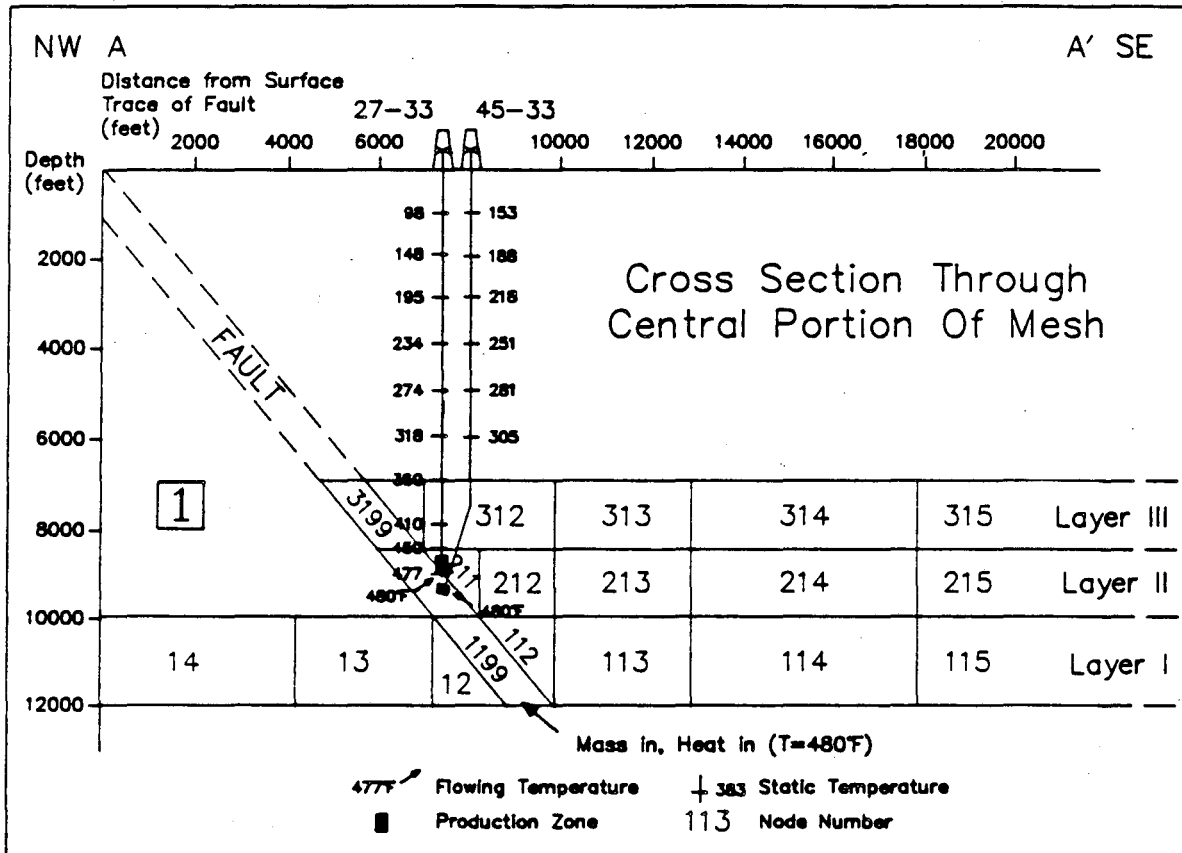 NW A
A′ SE
Distance from Surface
Trace of Fault
(feet)
27-33
45-33
2000
4000
6000
10000
12000
14000
16000
18000
20000
Depth
(feet)
2000
4000
6000
8000
10000
12000
98
148
195
234
274
318
360
410
450
477
480°F
153
188
216
251
281
305
480°F
Cross Section Through
Central Portion Of Mesh
FAULT
1
3199
312
313
314
315
Layer III
211
212
213
214
215
Layer II
14
13
12
1199
112
113
114
115
Layer I
Mass in, Heat in (T=480°F)
477°F Flowing Temperature
383 Static Temperature
Production Zone
113 Node Number